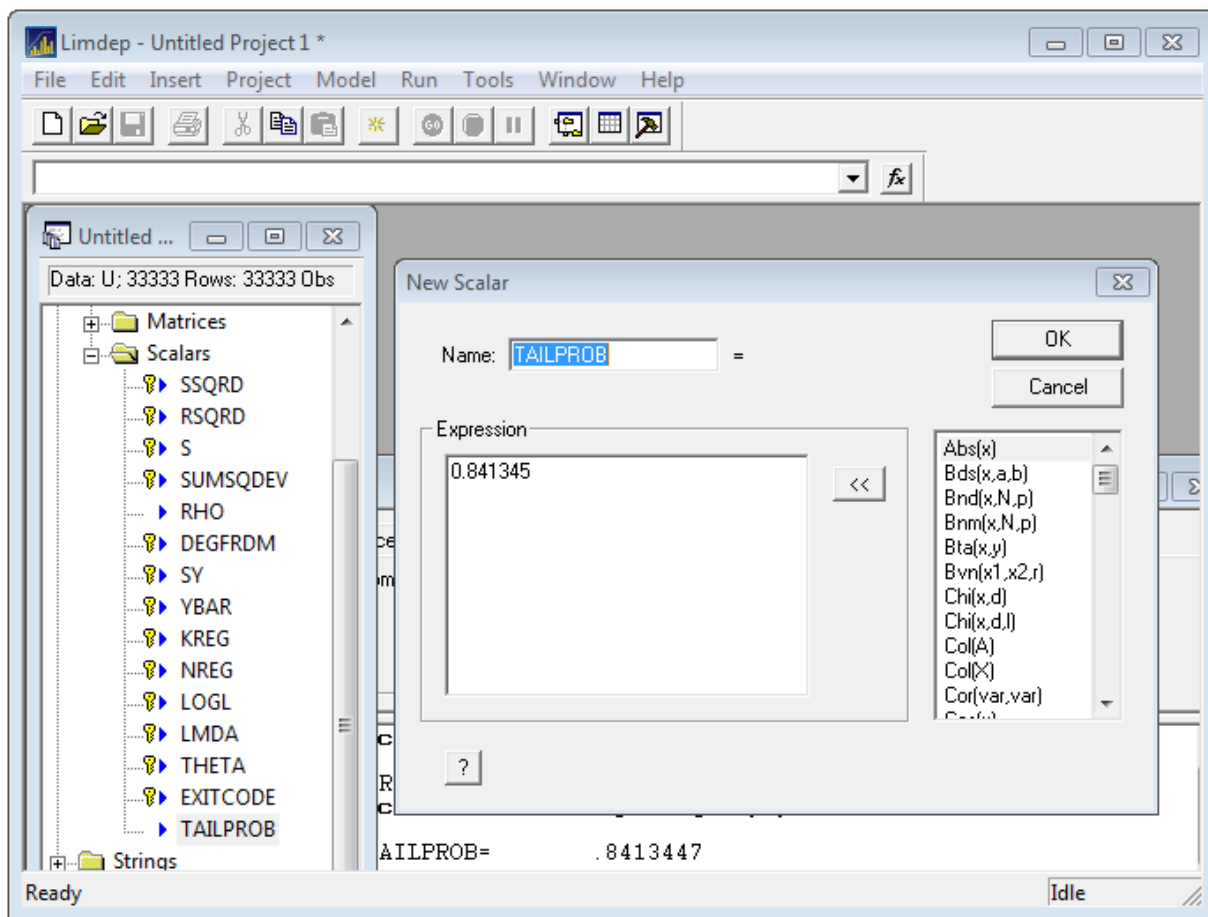 Limdep - Untitled Project 1 *
File Edit Insert Project Model Run Tools Window Help
GO
fx
Untitled ...
Data: U; 33333 Rows: 33333 Obs
Matrices
Scalars
SSQRD
RSQRD
S
SUMSQDEV
RHO
DEGFRDM
SY
YBAR
KREG
NREG
LOGL
LMDA
THETA
EXITCODE
TAILPROB
Strings
New Scalar
Name: TAILPROB =
OK
Cancel
Expression
0.841345
<<
Abs(x)
Bds(x,a,b)
Bnd(x,N,p)
Bnm(x,N,p)
Bta(x,y)
Bvn(x1,x2,r)
Chi(x,d)
Chi(x,d,l)
Col(A)
Col(X)
Cor(var,var)
?
AILPROB= .8413447
Ready Idle